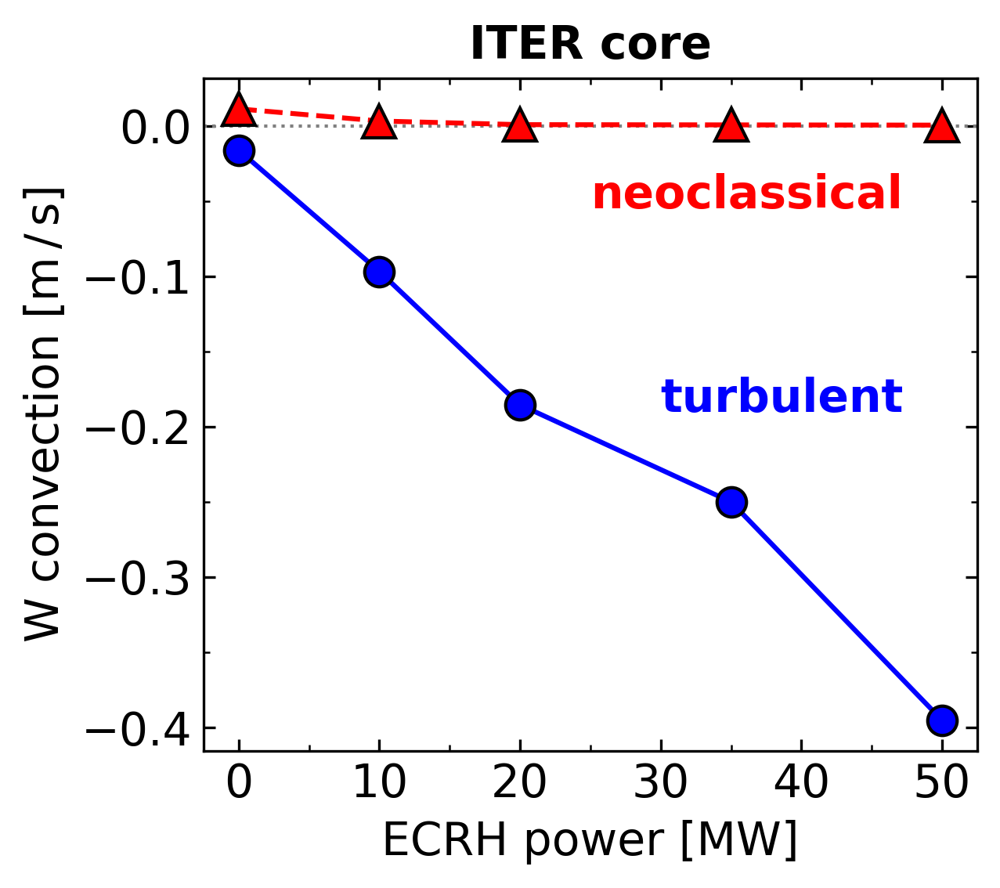 ITER core
W convection [m / s]
0.0
−0.1
−0.2
−0.3
−0.4
neoclassical
turbulent
0 10 20 30 40 50
ECRH power [MW]